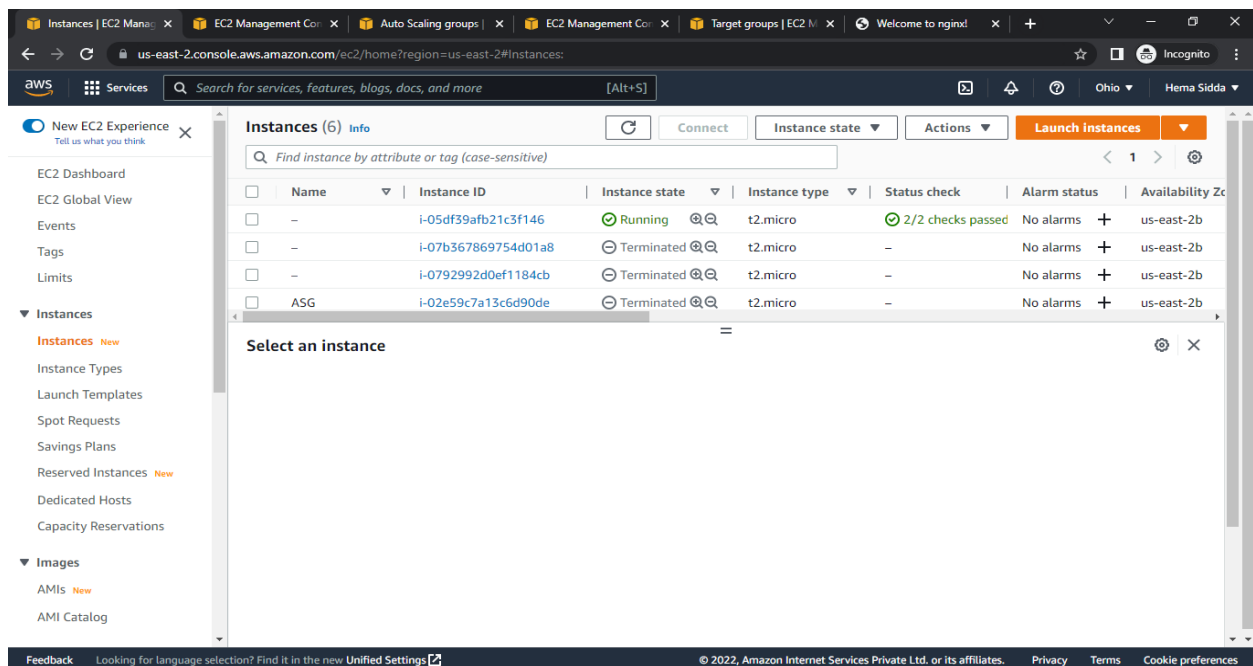 Instances | EC2 Manag
EC2 Management Con
Auto Scaling groups |
EC2 Management Con
Target groups | EC2 M
Welcome to nginx!
us-east-2.console.aws.amazon.com/ec2/home?region=us-east-2#Instances:
Incognito
aws
Services
Search for services, features, blogs, docs, and more
[Alt+S]
Ohio
Hema Sidda
New EC2 Experience
Tell us what you think
EC2 Dashboard
EC2 Global View
Events
Tags
Limits
Instances
Instances New
Instance Types
Launch Templates
Spot Requests
Savings Plans
Reserved Instances New
Dedicated Hosts
Capacity Reservations
Images
AMIs New
AMI Catalog
Instances (6) Info
Connect
Instance state
Actions
Launch instances
Find instance by attribute or tag (case-sensitive)
1
Name Instance ID Instance state Instance type Status check Alarm status Availability Zo
– i-05df39afb21c3f146 Running t2.micro 2/2 checks passed No alarms + us-east-2b
– i-07b367869754d01a8 Terminated t2.micro – No alarms + us-east-2b
– i-0792992d0ef1184cb Terminated t2.micro – No alarms + us-east-2b
ASG i-02e59c7a13c6d90de Terminated t2.micro – No alarms + us-east-2b
Select an instance
Feedback Looking for language selection? Find it in the new Unified Settings
© 2022, Amazon Internet Services Private Ltd. or its affiliates. Privacy Terms Cookie preferences